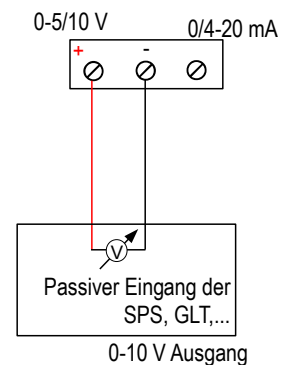 0-5/10 V
0/4-20 mA
+ -
V
Passiver Eingang der
SPS, GLT,...
0-10 V Ausgang